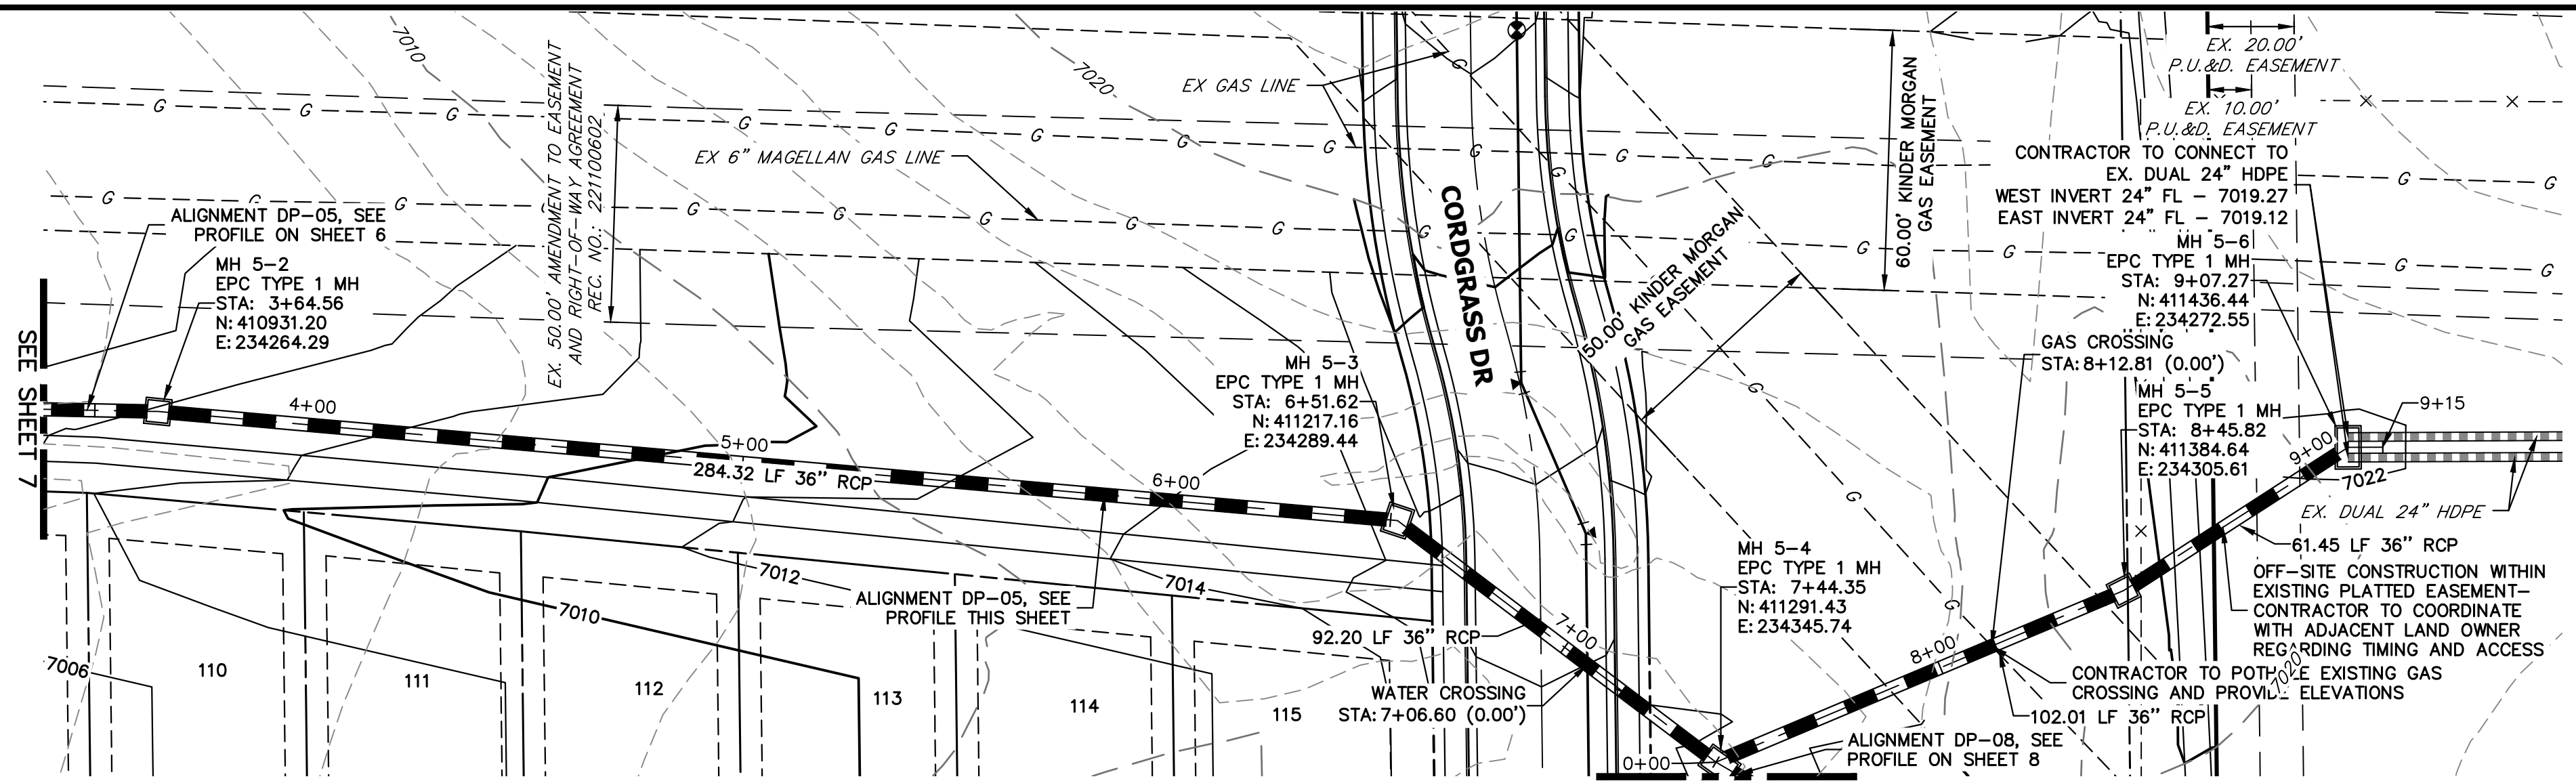 7010
EX. 50.00' AMENDMENT TO EASEMENT
AND RIGHT-OF-WAY AGREEMENT
REC. NO.: 221100602
7020
EX GAS LINE
EX 6" MAGELLAN GAS LINE
G G G G G G G G G G G G
G G G G G G G G G G G G
ALIGNMENT DP-05, SEE
PROFILE ON SHEET 6
MH 5-2
EPC TYPE 1 MH
STA: 3+64.56
N: 410931.20
E: 234264.29
SEE SHEET 7
4+00
5+00
284.32 LF 36" RCP
6+00
MH 5-3
EPC TYPE 1 MH
STA: 6+51.62
N: 411217.16
E: 234289.44
CORDGRASS DR
50.00' KINDER MORGAN
GAS EASEMENT
60.00' KINDER MORGAN
GAS EASEMENT
EX. 20.00'
P.U.&D. EASEMENT
EX. 10.00'
P.U.&D. EASEMENT
CONTRACTOR TO CONNECT TO
EX. DUAL 24" HDPE
WEST INVERT 24" FL - 7019.27
EAST INVERT 24" FL - 7019.12
MH 5-6
EPC TYPE 1 MH
STA: 9+07.27
N: 411436.44
E: 234272.55
GAS CROSSING
STA: 8+12.81 (0.00')
MH 5-5
EPC TYPE 1 MH
STA: 8+45.82
N: 411384.64
E: 234305.61
9+15
9+00
7022
EX. DUAL 24" HDPE
61.45 LF 36" RCP
OFF-SITE CONSTRUCTION WITHIN
EXISTING PLATTED EASEMENT-
CONTRACTOR TO COORDINATE
WITH ADJACENT LAND OWNER
REGARDING TIMING AND ACCESS
MH 5-4
EPC TYPE 1 MH
STA: 7+44.35
N: 411291.43
E: 234345.74
8+00
7020
CONTRACTOR TO POTHOLE EXISTING GAS
CROSSING AND PROVIDE ELEVATIONS
102.01 LF 36" RCP
ALIGNMENT DP-08, SEE
PROFILE ON SHEET 8
0+00
7+00
92.20 LF 36" RCP
WATER CROSSING
STA: 7+06.60 (0.00')
7012
7014
ALIGNMENT DP-05, SEE
PROFILE THIS SHEET
7010
7006
110
111
112
113
114
115